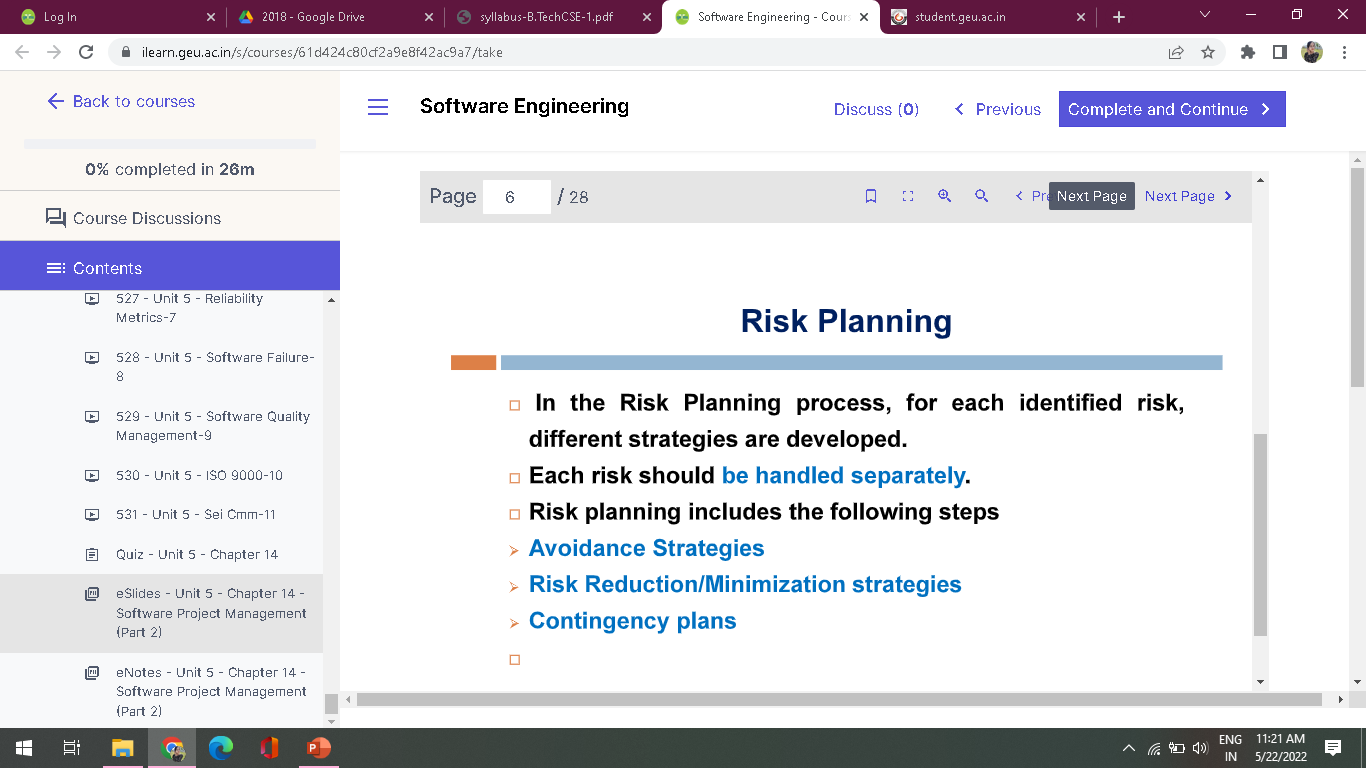 Log In
2018 - Google Drive
syllabus-B.TechCSE-1.pdf
Software Engineering - Cours
student.geu.ac.in
ilearn.geu.ac.in/s/courses/61d424c80cf2a9e8f42ac9a7/take
Back to courses
0% completed in 26m
Course Discussions
Contents
527 - Unit 5 - Reliability
Metrics-7
528 - Unit 5 - Software Failure-
8
529 - Unit 5 - Software Quality
Management-9
530 - Unit 5 - ISO 9000-10
531 - Unit 5 - Sei Cmm-11
Quiz - Unit 5 - Chapter 14
eSlides - Unit 5 - Chapter 14 -
Software Project Management
(Part 2)
eNotes - Unit 5 - Chapter 14 -
Software Project Management
(Part 2)
Software Engineering
Discuss (0)
Previous
Complete and Continue
Page 6 / 28
Pre
Next Page
Next Page
Risk Planning
In the Risk Planning process, for each identified risk,
different strategies are developed.
Each risk should be handled separately.
Risk planning includes the following steps
Avoidance Strategies
Risk Reduction/Minimization strategies
Contingency plans
ENG
IN
11:21 AM
5/22/2022